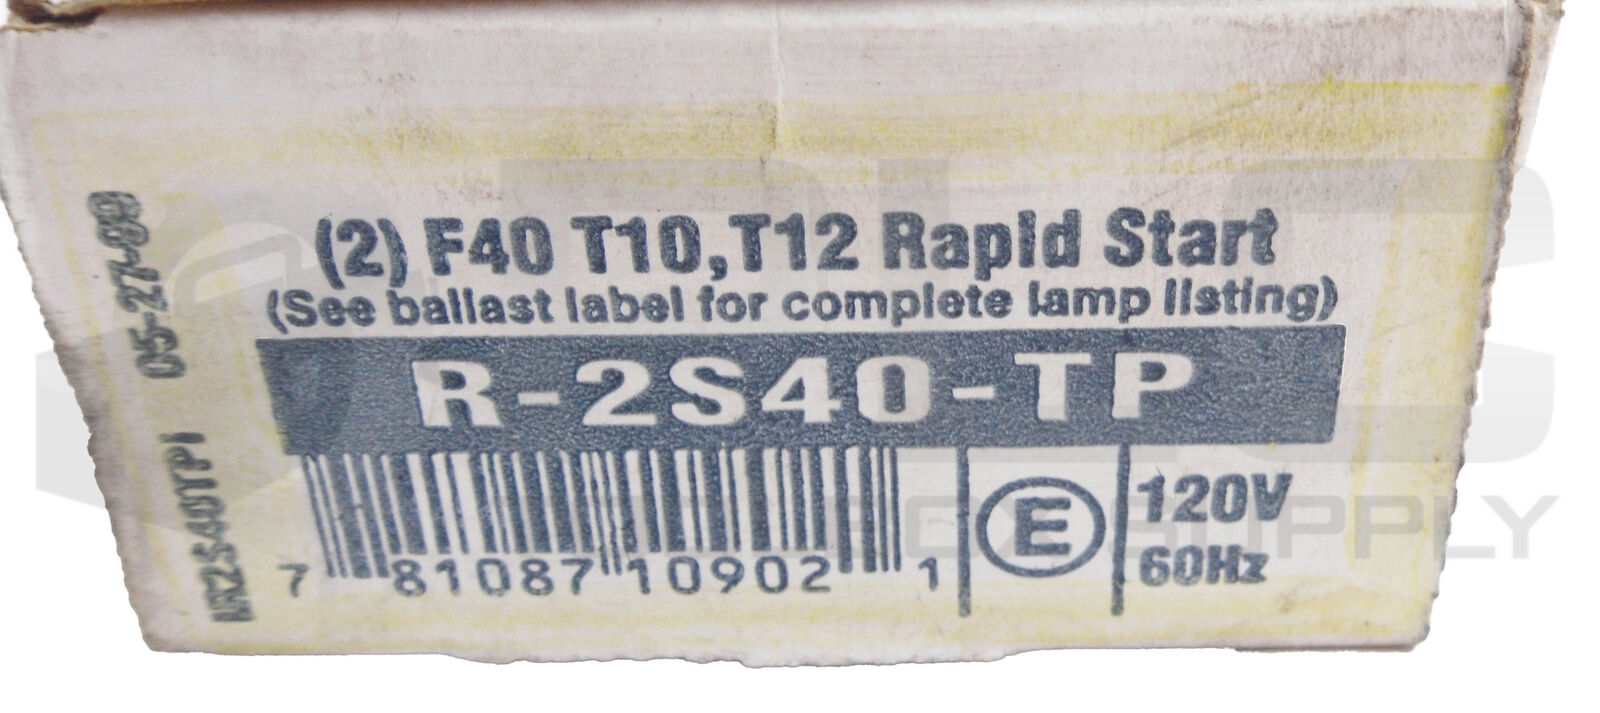 (2) F40 T10,T12 Rapid Start
(See ballast label for complete lamp listing)
R-2S40-TP
7 81087 10902 1
E
120V
60Hz
05-27-99
SUPPLY